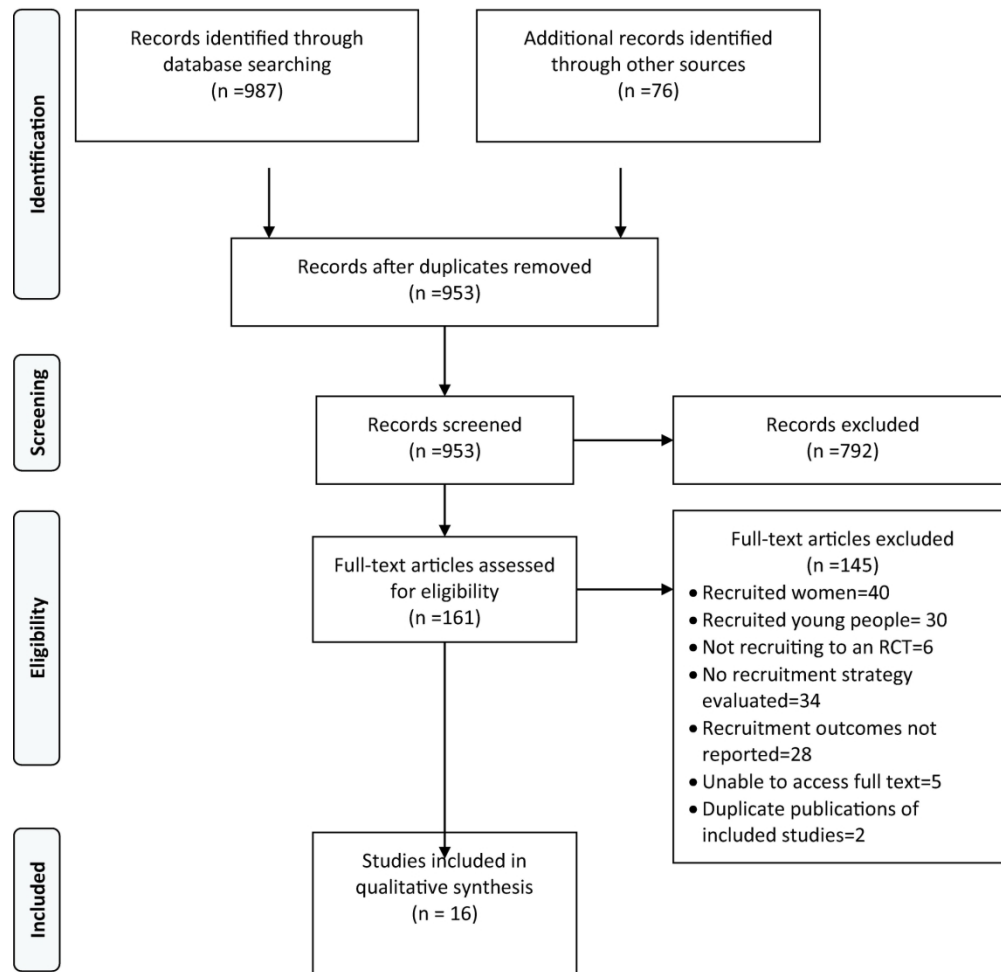 Identification
Records identified through
database searching
(n =987)
Additional records identified
through other sources
(n =76)
Records after duplicates removed
(n =953)
Screening
Records screened
(n =953)
Records excluded
(n =792)
Eligibility
Full-text articles assessed
for eligibility
(n =161)
Full-text articles excluded
(n =145)
• Recruited women=40
• Recruited young people= 30
• Not recruiting to an RCT=6
• No recruitment strategy
evaluated=34
• Recruitment outcomes not
reported=28
• Unable to access full text=5
• Duplicate publications of
included studies=2
Included
Studies included in
qualitative synthesis
(n = 16)